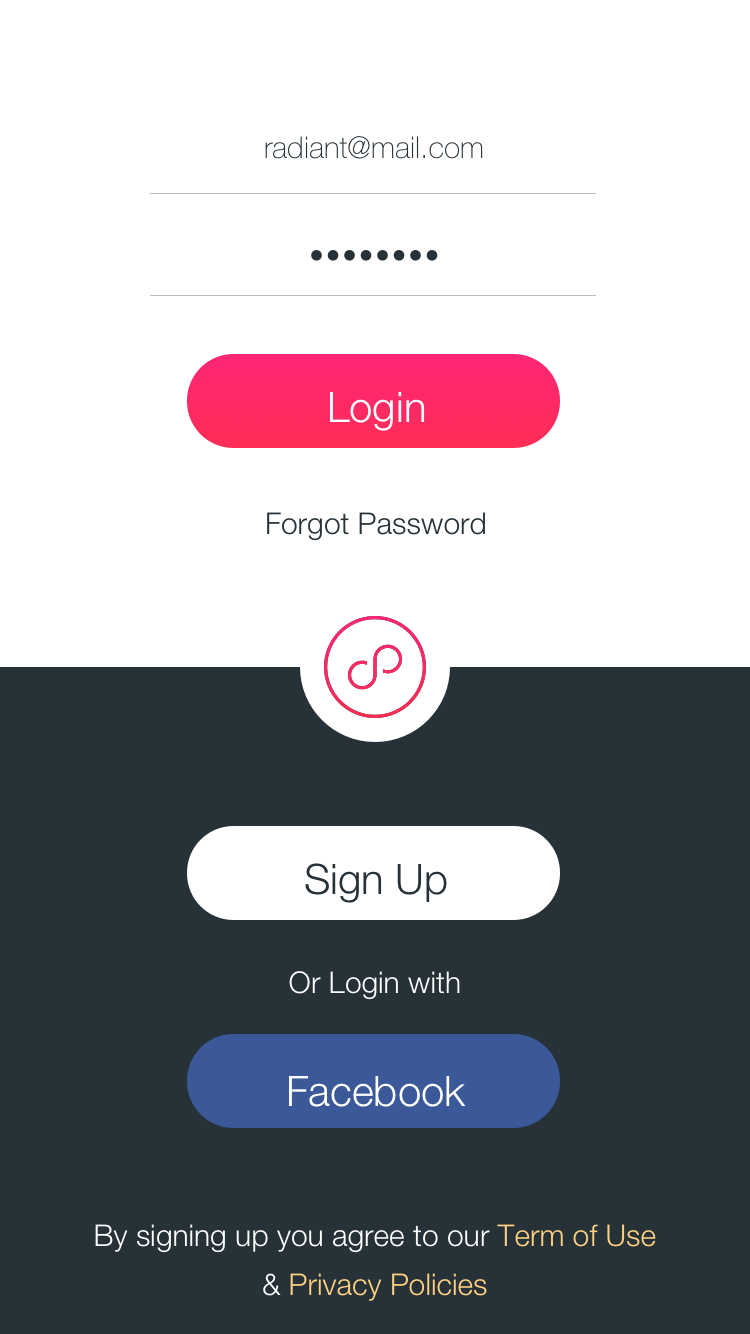 radiant@mail.com
••••••••
Login
Forgot Password
Sign Up
Or Login with
Facebook
By signing up you agree to our Term of Use
& Privacy Policies